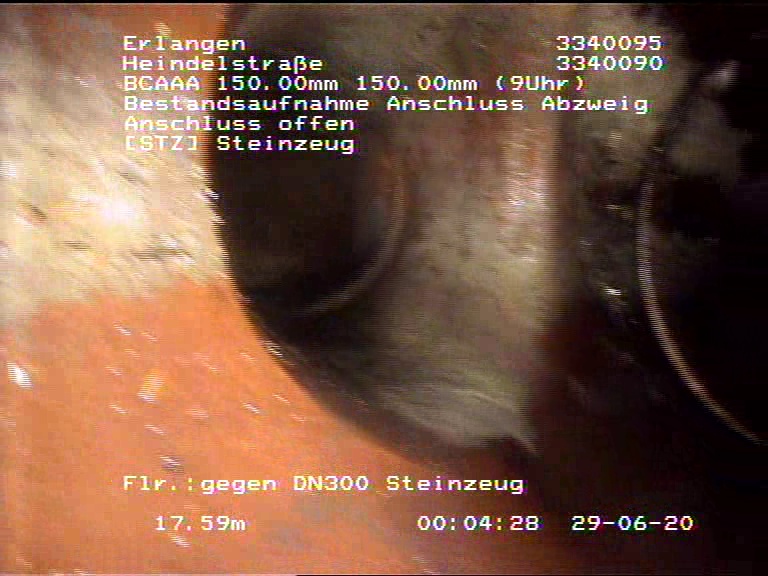 Erlangen 3340095
Heindelstraße 3340090
BCAAA 150.00mm 150.00mm (9Uhr)
Bestandsaufnahme Anschluss Abzweig
Anschluss offen
[STZ] Steinzeug
Flr.:gegen DN300 Steinzeug
17.59m 00:04:28 29-06-20